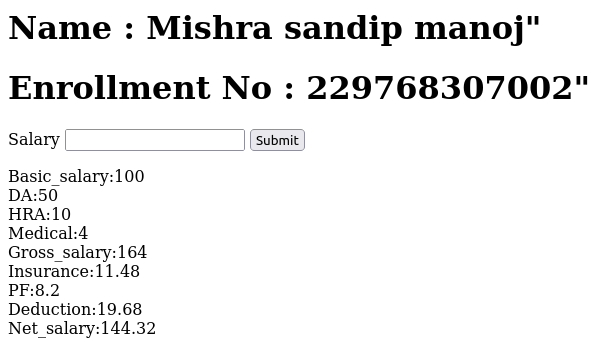 Name : Mishra sandip manoj"
Enrollment No : 229768307002"
Salary Submit
Basic_salary:100
DA:50
HRA:10
Medical:4
Gross_salary:164
Insurance:11.48
PF:8.2
Deduction:19.68
Net_salary:144.32